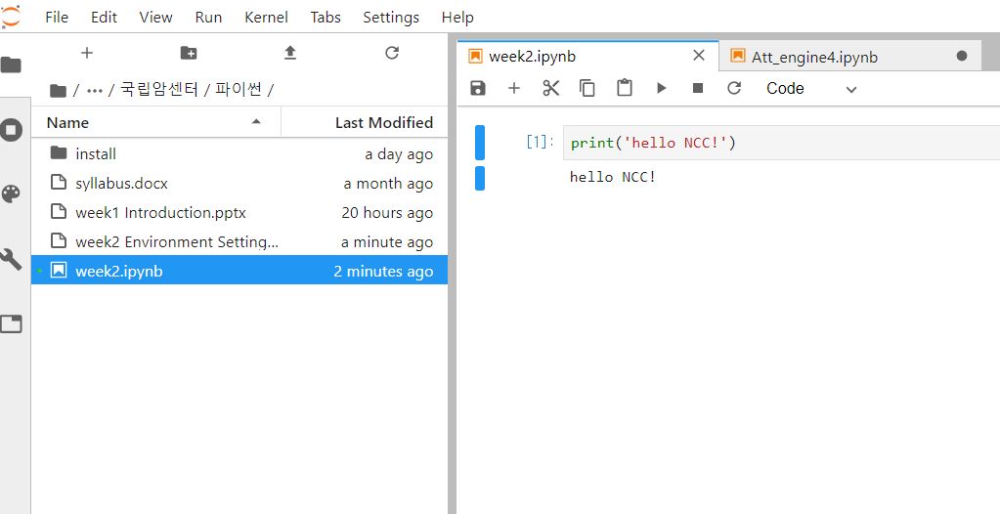 File Edit View Run Kernel Tabs Settings Help
week2.ipynb Att_engine4.ipynb
Code
/ ··· / 국립암센터 / 파이썬 /
Name Last Modified
install a day ago
syllabus.docx a month ago
week1 Introduction.pptx 20 hours ago
week2 Environment Setting... a minute ago
week2.ipynb 2 minutes ago
[1]: print('hello NCC!')
hello NCC!